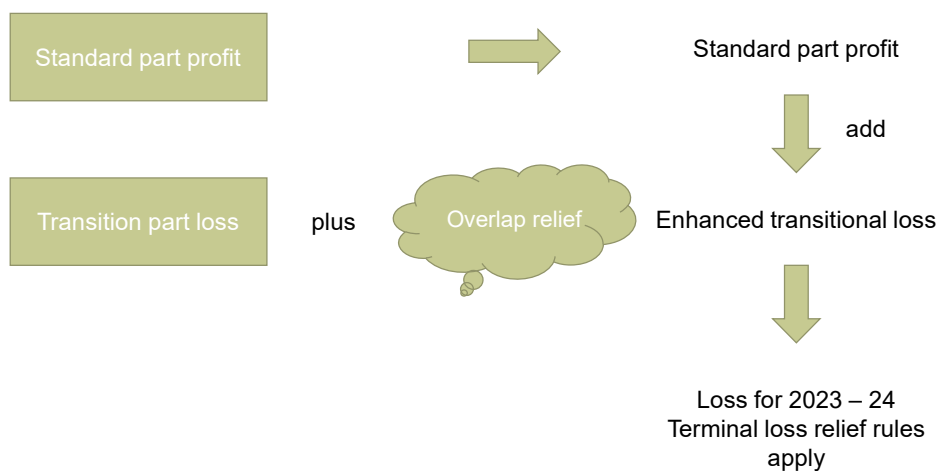 Standard part profit
Standard part profit
add
Transition part loss
plus
Overlap relief
Enhanced transitional loss
Loss for 2023 – 24
Terminal loss relief rules
apply